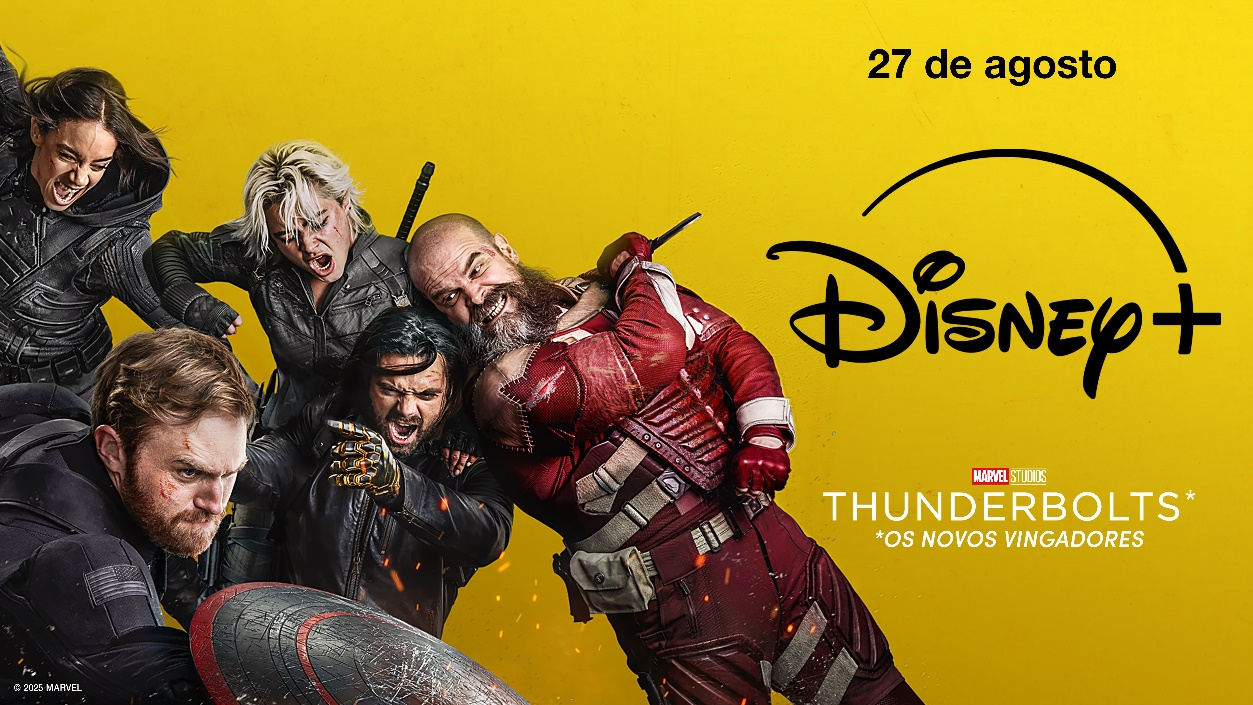 27 de agosto
Disney+
MARVEL STUDIOS
THUNDERBOLTS*
*OS NOVOS VINGADORES
© 2025 MARVEL